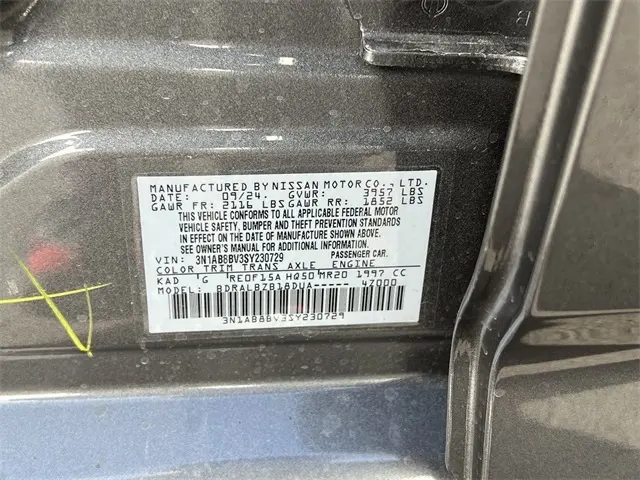 MANUFACTURED BY NISSAN MOTOR CO., LTD.
DATE: 09/24. GVWR: 3957 LBS
GAWR FR: 2116 LBS GAWR RR: 1852 LBS
THIS VEHICLE CONFORMS TO ALL APPLICABLE FEDERAL MOTOR
VEHICLE SAFETY, BUMPER AND THEFT PREVENTION STANDARDS
IN EFFECT ON THE DATE OF MANUFACTURE SHOWN ABOVE.
SEE OWNER'S MANUAL FOR ADDITIONAL INFORMATION.
VIN: 3N1AB8BV3SY230729 PASSENGER CAR.
COLOR TRIM TRANS AXLE ENGINE
KAD G RE0F15A HQ50 MR20 1997 CC
MODEL: BDRALBZB18DUA----- 47000
3N1AB8BV3SY230729